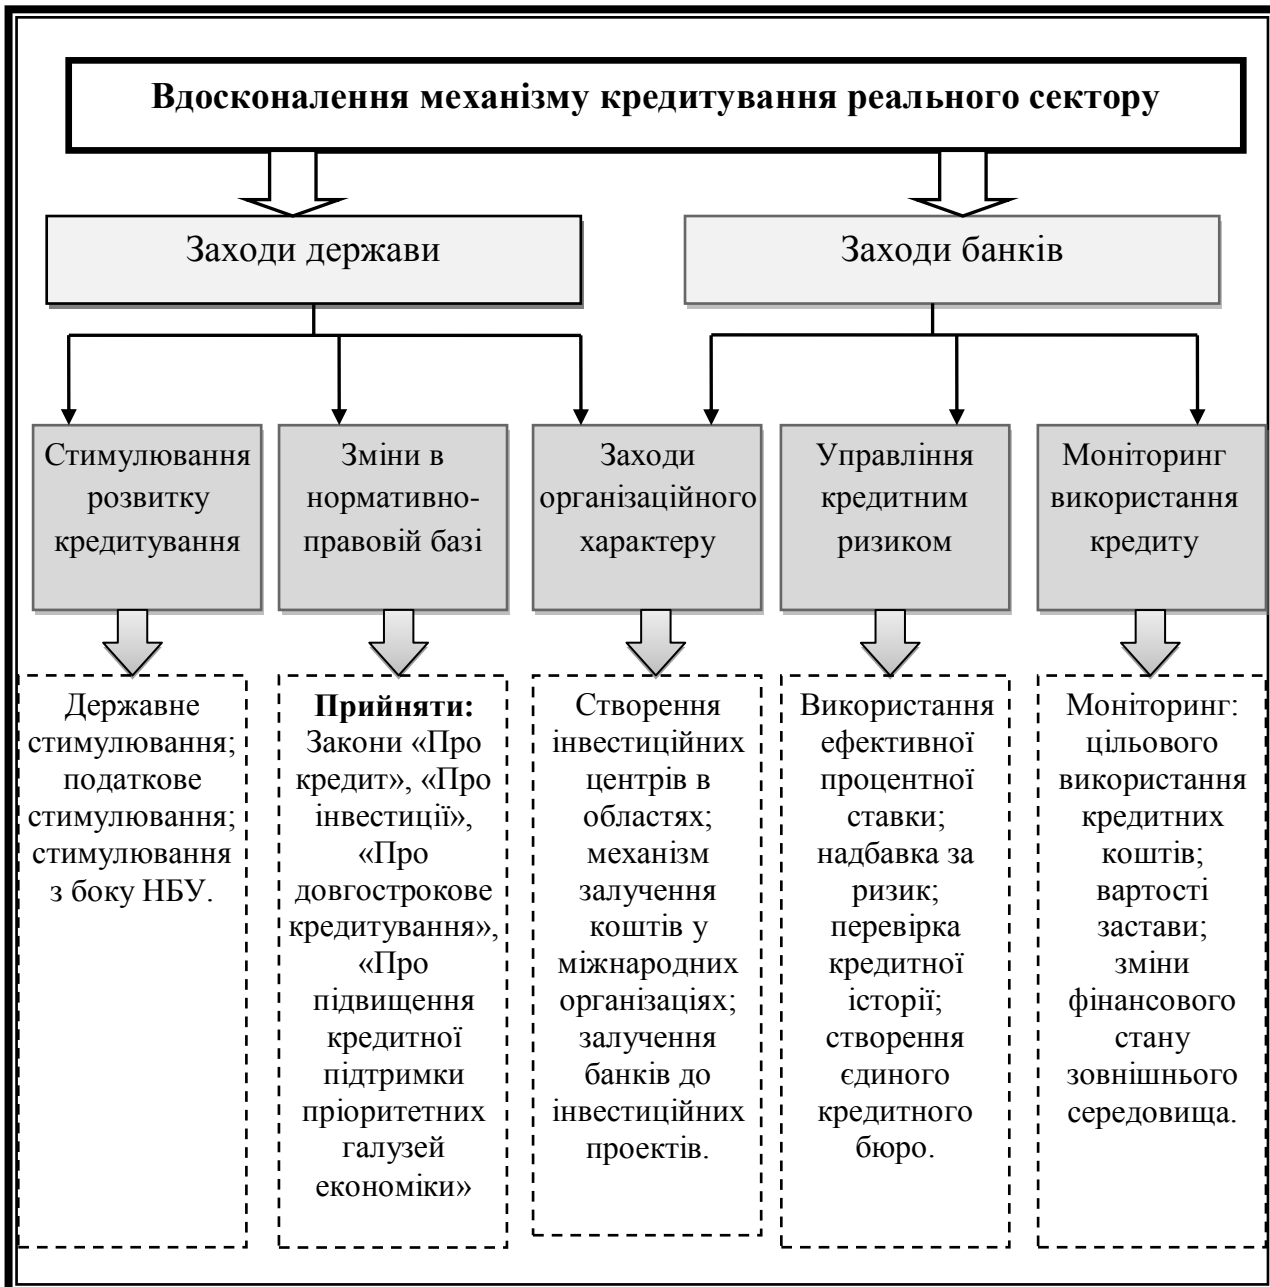 Вдосконалення механізму кредитування реального сектору
Заходи держави
Заходи банків
Стимулювання
розвитку
кредитування
Зміни в
нормативно-
правовій базі
Заходи
організаційного
характеру
Управління
кредитним
ризиком
Моніторинг
використання
кредиту
Державне
стимулювання;
податкове
стимулювання;
стимулювання
з боку НБУ.
Прийняти:
Закони «Про
кредит», «Про
інвестиції»,
«Про
довгострокове
кредитування»,
«Про
підвищення
кредитної
підтримки
пріоритетних
галузей
економіки»
Створення
інвестиційних
центрів в
областях;
механізм
залучення
коштів у
міжнародних
організаціях;
залучення
банків до
інвестиційних
проектів.
Використання
ефективної
процентної
ставки;
надбавка за
ризик;
перевірка
кредитної
історії;
створення
єдиного
кредитного
бюро.
Моніторинг:
цільового
використання
кредитних
коштів;
вартості
застави;
зміни
фінансового
стану
зовнішнього
середовища.